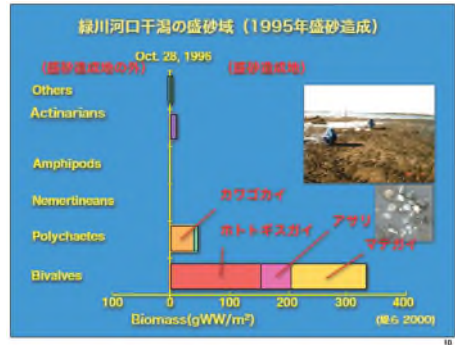 緑川河口干潟の盛砂域（1995年盛砂造成）
Oct. 28, 1996
(盛砂造成地の外)
(盛砂造成地)
Others
Actinarians
Amphipods
Nemertineans
Polychaetes
Bivalves
カワゴカイ
ホトトギスガイ
アサリ
マテガイ
100
0
100
200
300
400
Biomass(gWW/m²)
(堤ら 2000)